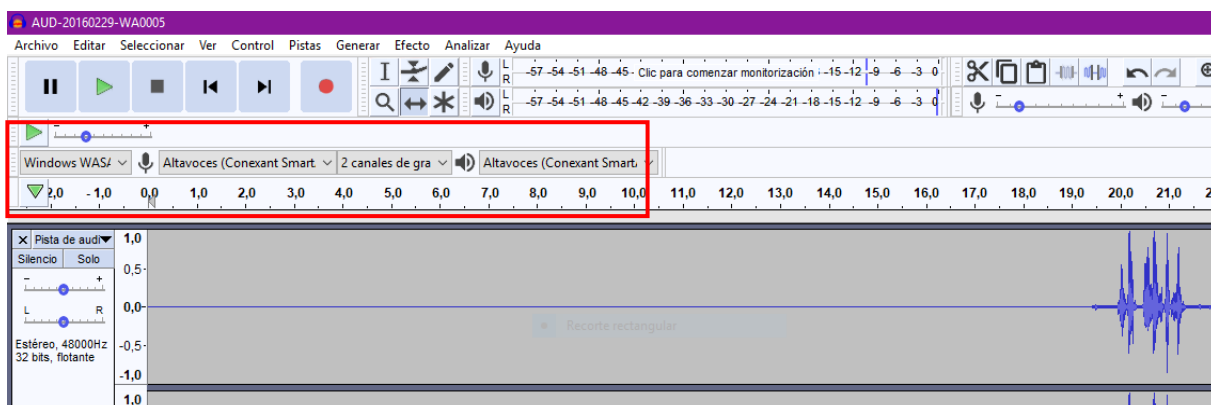 AUD-20160229-WA0005
Archivo Editar Seleccionar Ver Control Pistas Generar Efecto Analizar Ayuda
L R -57 -54 -51 -48 -45 - Clic para comenzar monitorización -15 -12 -9 -6 -3 0
L R -57 -54 -51 -48 -45 -42 -39 -36 -33 -30 -27 -24 -21 -18 -15 -12 -9 -6 -3 0
- +
- +
Windows WASA Altavoces (Conexant Smart 2 canales de gra Altavoces (Conexant SmartA
2,0 - 1,0 0,0 1,0 2,0 3,0 4,0 5,0 6,0 7,0 8,0 9,0 10,0 11,0 12,0 13,0 14,0 15,0 16,0 17,0 18,0 19,0 20,0 21,0 2
X Pista de audi 1,0
Silencio Solo
0,5
- +
L R 0,0
Recorte rectangular
Estéreo, 48000Hz -0,5
32 bits, flotante
-1,0
1,0